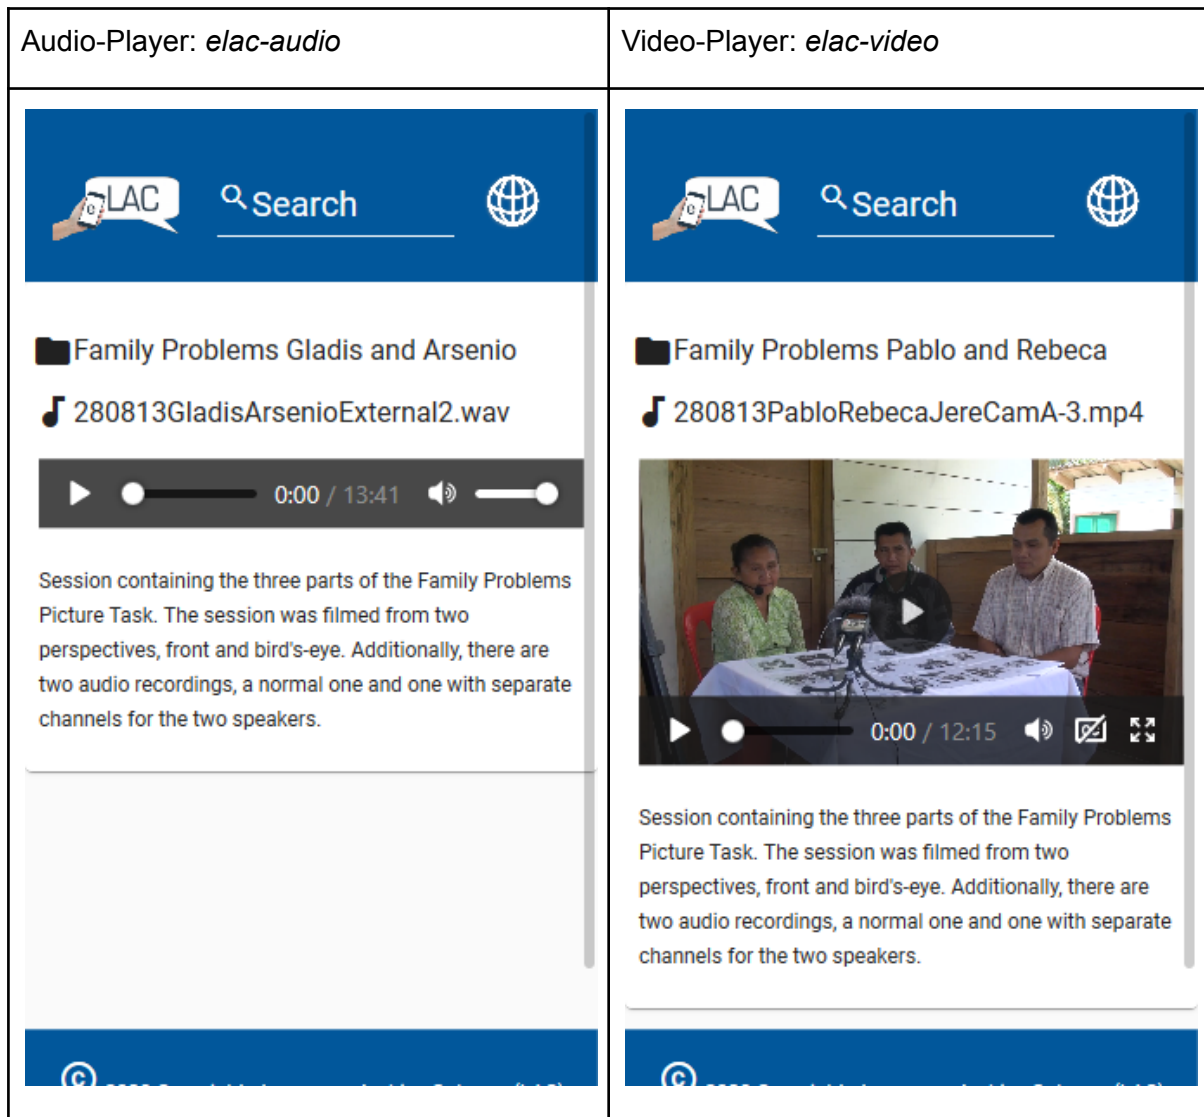 Audio-Player: elac-audio
Video-Player: elac-video
eLAC
Search
Family Problems Gladis and Arsenio
280813GladisArsenioExternal2.wav
0:00 / 13:41
Session containing the three parts of the Family Problems
Picture Task. The session was filmed from two
perspectives, front and bird's-eye. Additionally, there are
two audio recordings, a normal one and one with separate
channels for the two speakers.
©
eLAC
Search
Family Problems Pablo and Rebeca
280813PabloRebecaJereCamA-3.mp4
0:00 / 12:15
Session containing the three parts of the Family Problems
Picture Task. The session was filmed from two
perspectives, front and bird's-eye. Additionally, there are
two audio recordings, a normal one and one with separate
channels for the two speakers.
©